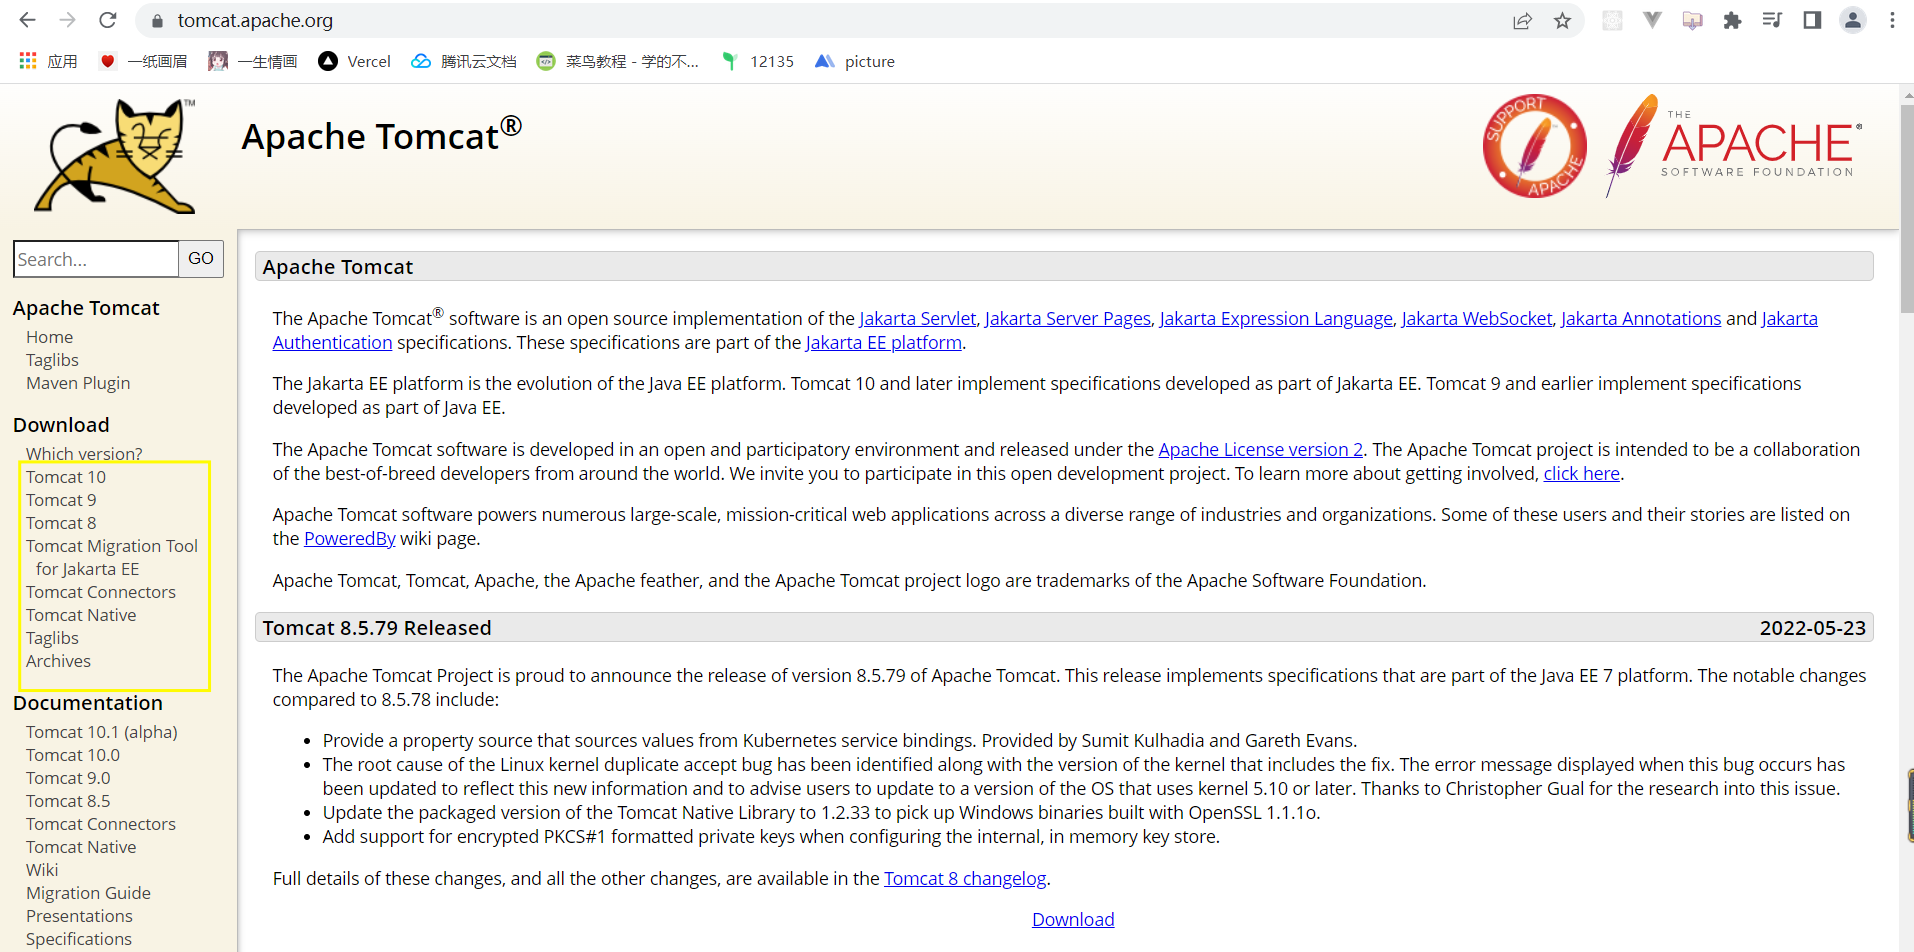 tomcat.apache.org
应用 一纸画眉 一生情画 Vercel 腾讯云文档 菜鸟教程 - 学的不... 12135 picture
TM
Apache Tomcat®
SUPPORT APACHE
THE
APACHE®
SOFTWARE FOUNDATION
Search... GO
Apache Tomcat
Home
Taglibs
Maven Plugin
Download
Which version?
Tomcat 10
Tomcat 9
Tomcat 8
Tomcat Migration Tool
for Jakarta EE
Tomcat Connectors
Tomcat Native
Taglibs
Archives
Documentation
Tomcat 10.1 (alpha)
Tomcat 10.0
Tomcat 9.0
Tomcat 8.5
Tomcat Connectors
Tomcat Native
Wiki
Migration Guide
Presentations
Specifications
Apache Tomcat
The Apache Tomcat® software is an open source implementation of the Jakarta Servlet, Jakarta Server Pages, Jakarta Expression Language, Jakarta WebSocket, Jakarta Annotations and Jakarta
Authentication specifications. These specifications are part of the Jakarta EE platform.
The Jakarta EE platform is the evolution of the Java EE platform. Tomcat 10 and later implement specifications developed as part of Jakarta EE. Tomcat 9 and earlier implement specifications
developed as part of Java EE.
The Apache Tomcat software is developed in an open and participatory environment and released under the Apache License version 2. The Apache Tomcat project is intended to be a collaboration
of the best-of-breed developers from around the world. We invite you to participate in this open development project. To learn more about getting involved, click here.
Apache Tomcat software powers numerous large-scale, mission-critical web applications across a diverse range of industries and organizations. Some of these users and their stories are listed on
the PoweredBy wiki page.
Apache Tomcat, Tomcat, Apache, the Apache feather, and the Apache Tomcat project logo are trademarks of the Apache Software Foundation.
Tomcat 8.5.79 Released 2022-05-23
The Apache Tomcat Project is proud to announce the release of version 8.5.79 of Apache Tomcat. This release implements specifications that are part of the Java EE 7 platform. The notable changes
compared to 8.5.78 include:
• Provide a property source that sources values from Kubernetes service bindings. Provided by Sumit Kulhadia and Gareth Evans.
• The root cause of the Linux kernel duplicate accept bug has been identified along with the version of the kernel that includes the fix. The error message displayed when this bug occurs has
been updated to reflect this new information and to advise users to update to a version of the OS that uses kernel 5.10 or later. Thanks to Christopher Gual for the research into this issue.
• Update the packaged version of the Tomcat Native Library to 1.2.33 to pick up Windows binaries built with OpenSSL 1.1.1o.
• Add support for encrypted PKCS#1 formatted private keys when configuring the internal, in memory key store.
Full details of these changes, and all the other changes, are available in the Tomcat 8 changelog.
Download